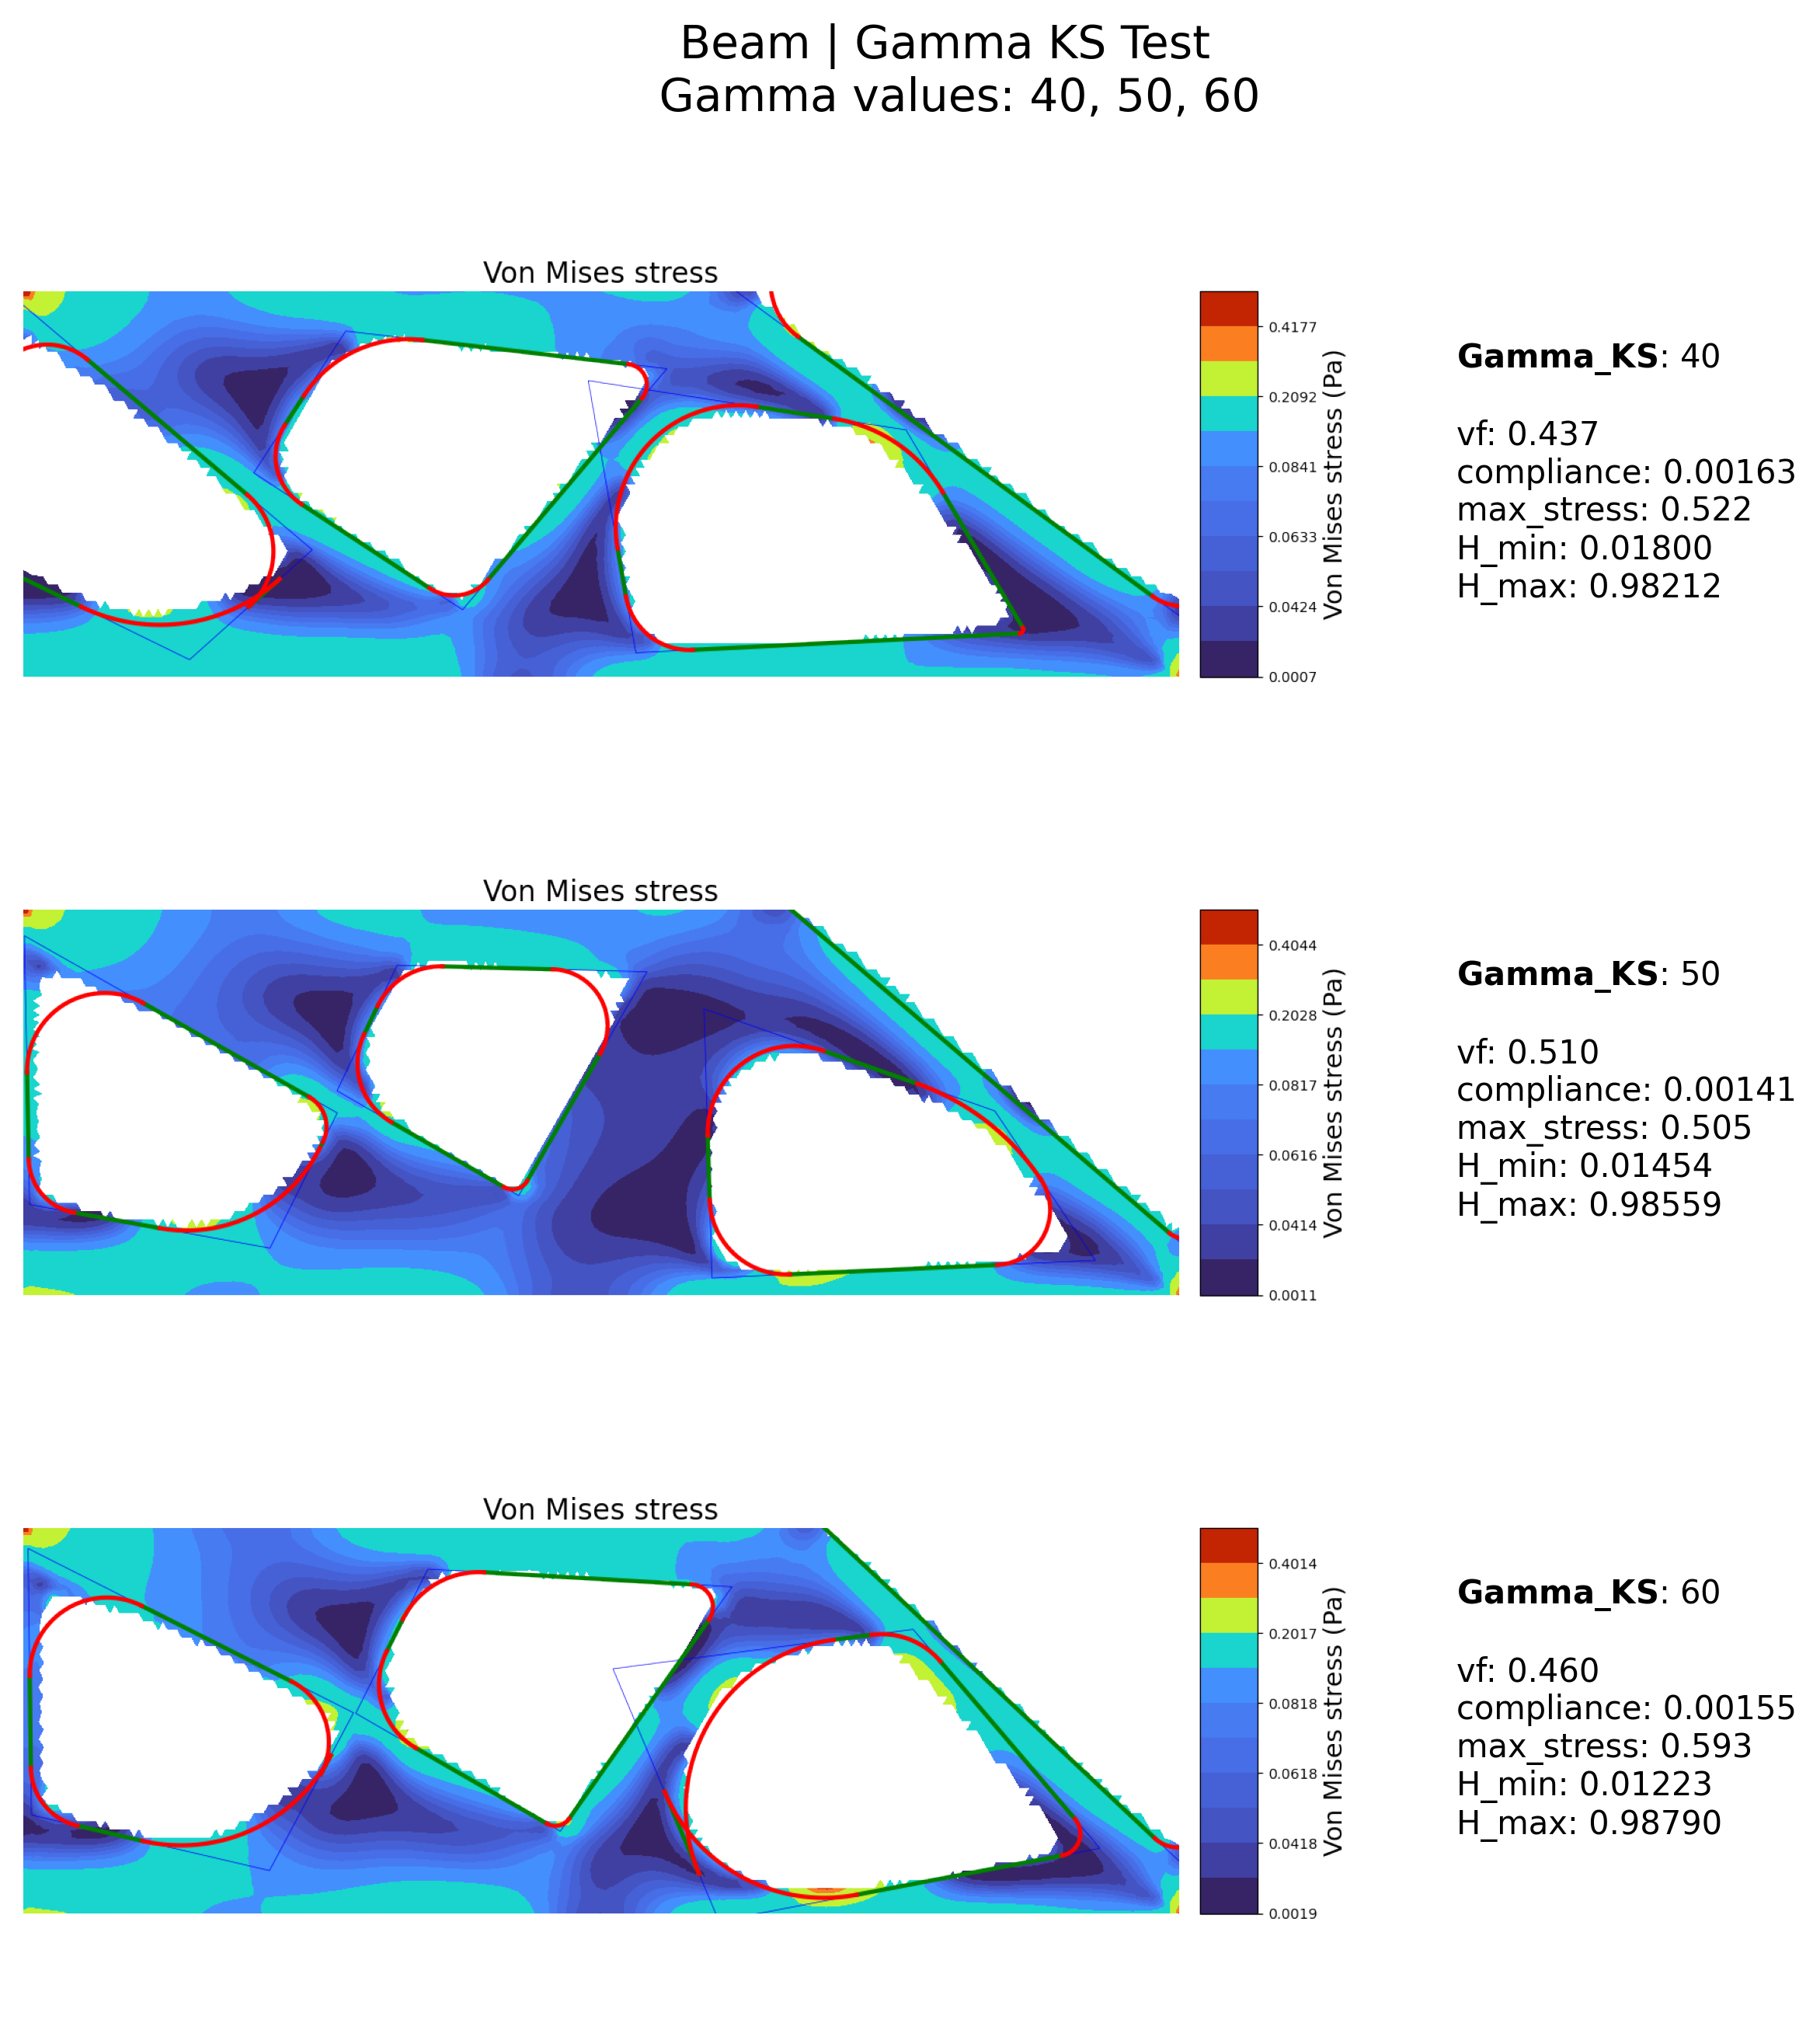 Beam | Gamma KS Test
Gamma values: 40, 50, 60
Von Mises stress
0.4177
0.2092
0.0841
0.0633
0.0424
0.0007
Von Mises stress (Pa)
Gamma_KS: 40
vf: 0.437
compliance: 0.00163
max_stress: 0.522
H_min: 0.01800
H_max: 0.98212
Von Mises stress
0.4044
0.2028
0.0817
0.0616
0.0414
0.0011
Von Mises stress (Pa)
Gamma_KS: 50
vf: 0.510
compliance: 0.00141
max_stress: 0.505
H_min: 0.01454
H_max: 0.98559
Von Mises stress
0.4014
0.2017
0.0818
0.0618
0.0418
0.0019
Von Mises stress (Pa)
Gamma_KS: 60
vf: 0.460
compliance: 0.00155
max_stress: 0.593
H_min: 0.01223
H_max: 0.98790